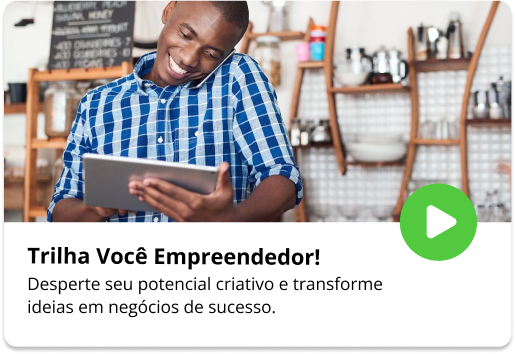 Trilha Você Empreendedor!
Desperte seu potencial criativo e transforme
ideias em negócios de sucesso.